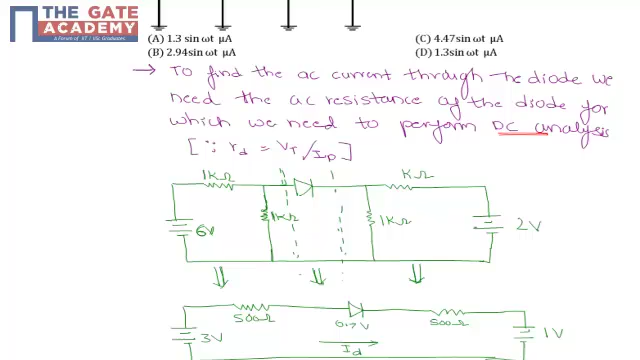 THE GATE
ACADEMY
A Forum of IIT / IISc Graduates
(A) 1.3 sin ωt μA
(C) 4.47sin ωt μA
(B) 2.94sin ωt μA
(D) 1.3sin ωt μA
→ To find the ac current through the diode we
need the ac resistance of the diode for
which we need to perform DC analysis
[∵ rd = VT/ID]
1KΩ
KΩ
1KΩ
1KΩ
6V
2V
500Ω
0.7V
500Ω
3V
Id
1V